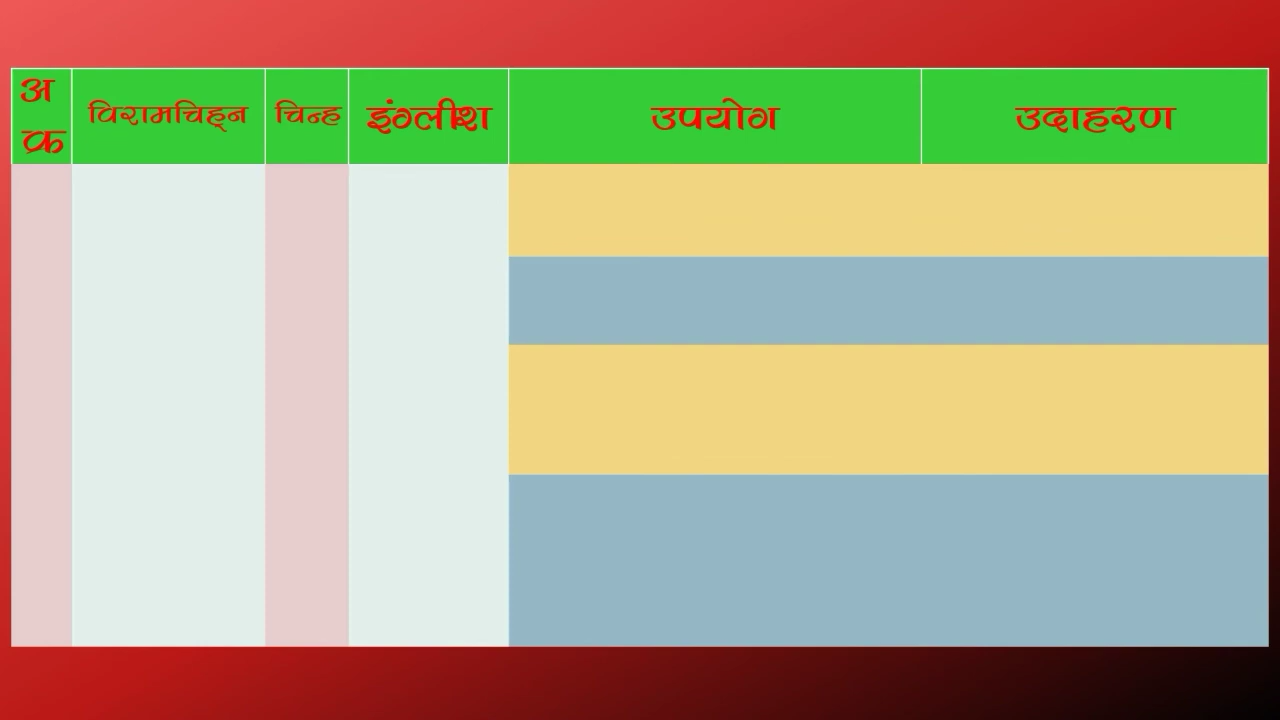 अ
क्र
विरामचिह्न
चिन्ह
इंग्लीश
उपयोग
उदाहरण